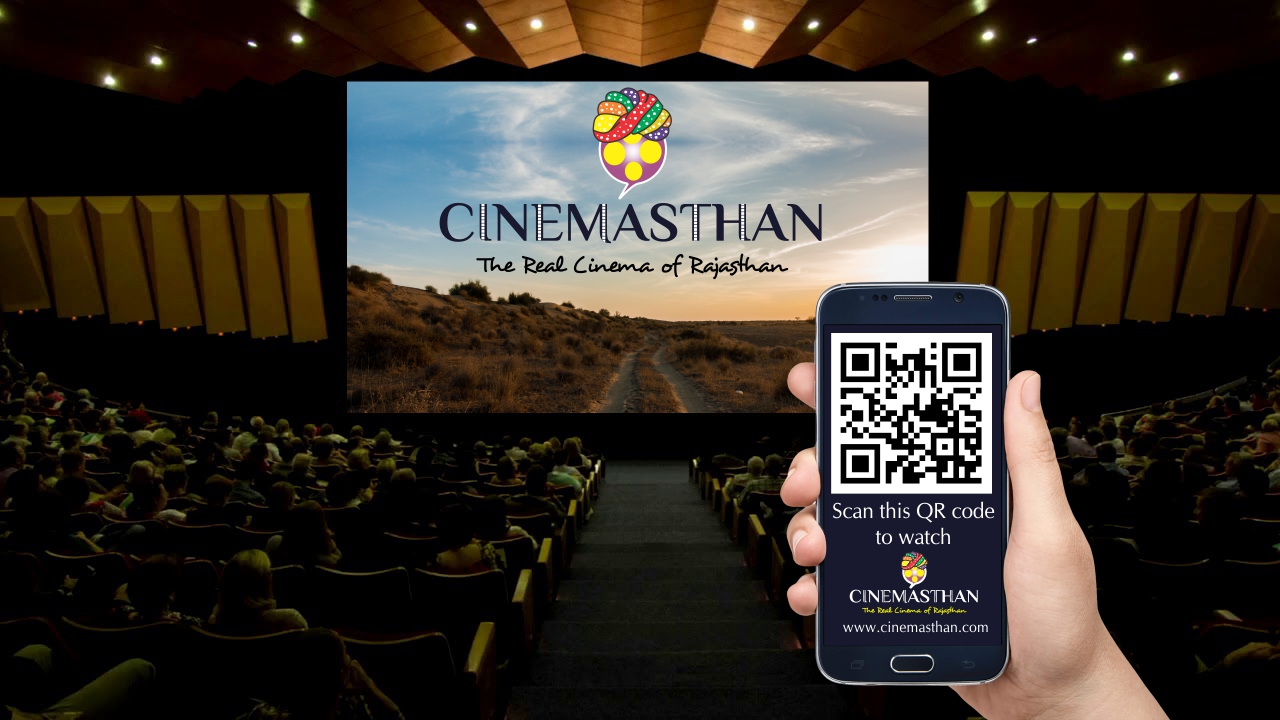 CINEMASTHAN
The Real Cinema of Rajasthan
Scan this QR code
to watch
CINEMASTHAN
The Real Cinema of Rajasthan
www.cinemasthan.com